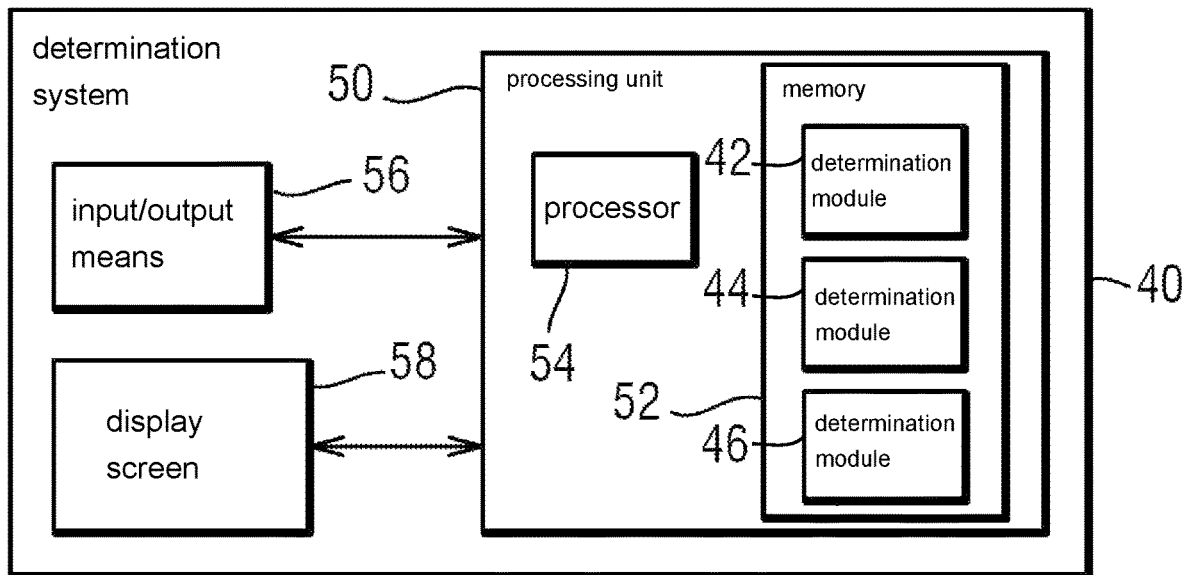 determination
system
50
processing unit
memory
56
input/output
means
processor
54
42
determination
module
44
determination
module
40
58
display
screen
52
46
determination
module